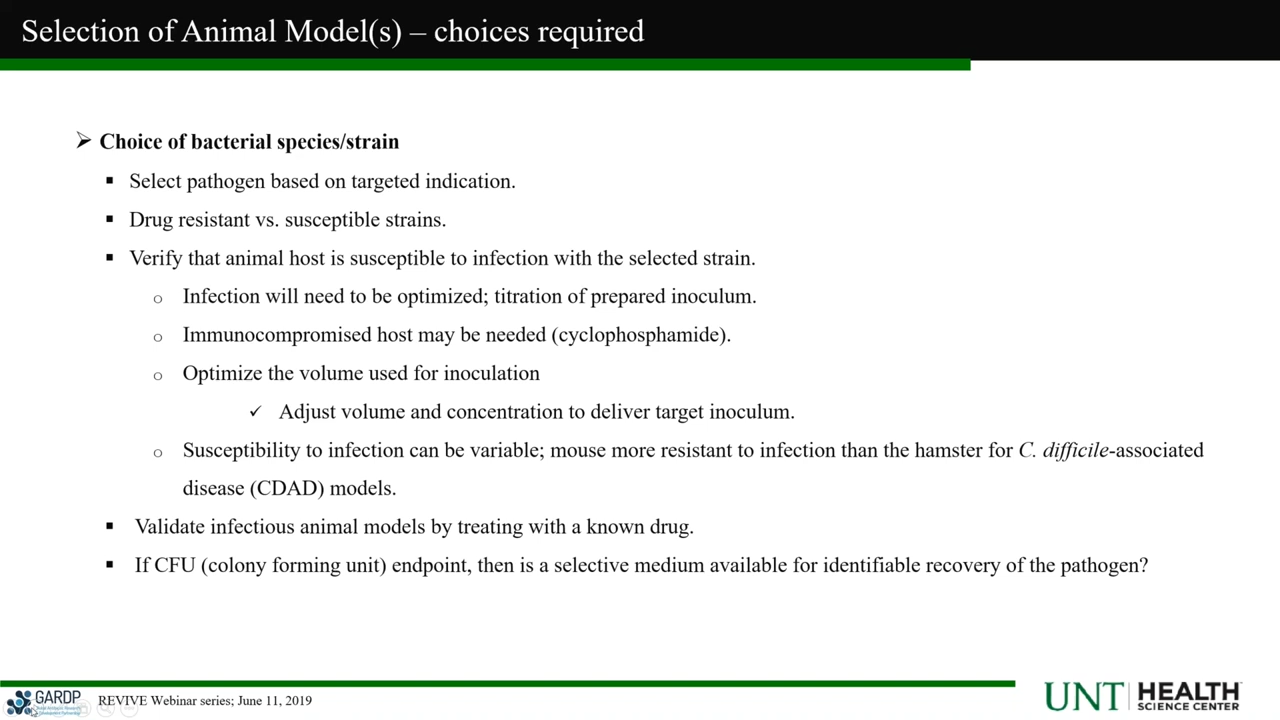 Selection of Animal Model(s) – choices required
➢ Choice of bacterial species/strain
▪ Select pathogen based on targeted indication.
▪ Drug resistant vs. susceptible strains.
▪ Verify that animal host is susceptible to infection with the selected strain.
o Infection will need to be optimized; titration of prepared inoculum.
o Immunocompromised host may be needed (cyclophosphamide).
o Optimize the volume used for inoculation
✓ Adjust volume and concentration to deliver target inoculum.
o Susceptibility to infection can be variable; mouse more resistant to infection than the hamster for C. difficile-associated
disease (CDAD) models.
▪ Validate infectious animal models by treating with a known drug.
▪ If CFU (colony forming unit) endpoint, then is a selective medium available for identifiable recovery of the pathogen?
GARDP
REVIVE Webinar series; June 11, 2019
UNT HEALTH
SCIENCE CENTER